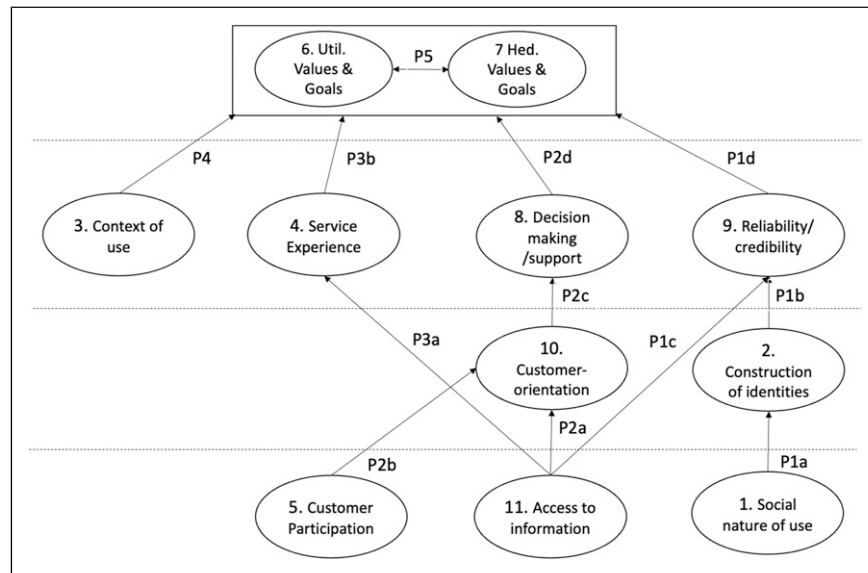 6. Util.
Values &
Goals
P5
7 Hed.
Values &
Goals
P4
P3b
P2d
P1d
3. Context of
use
4. Service
Experience
8. Decision
making
/support
9. Reliability/
credibility
P2c
P1b
P3a
P1c
10.
Customer-
orientation
2.
Construction
of identities
P2b
P2a
P1a
5. Customer
Participation
11. Access to
information
1. Social
nature of use